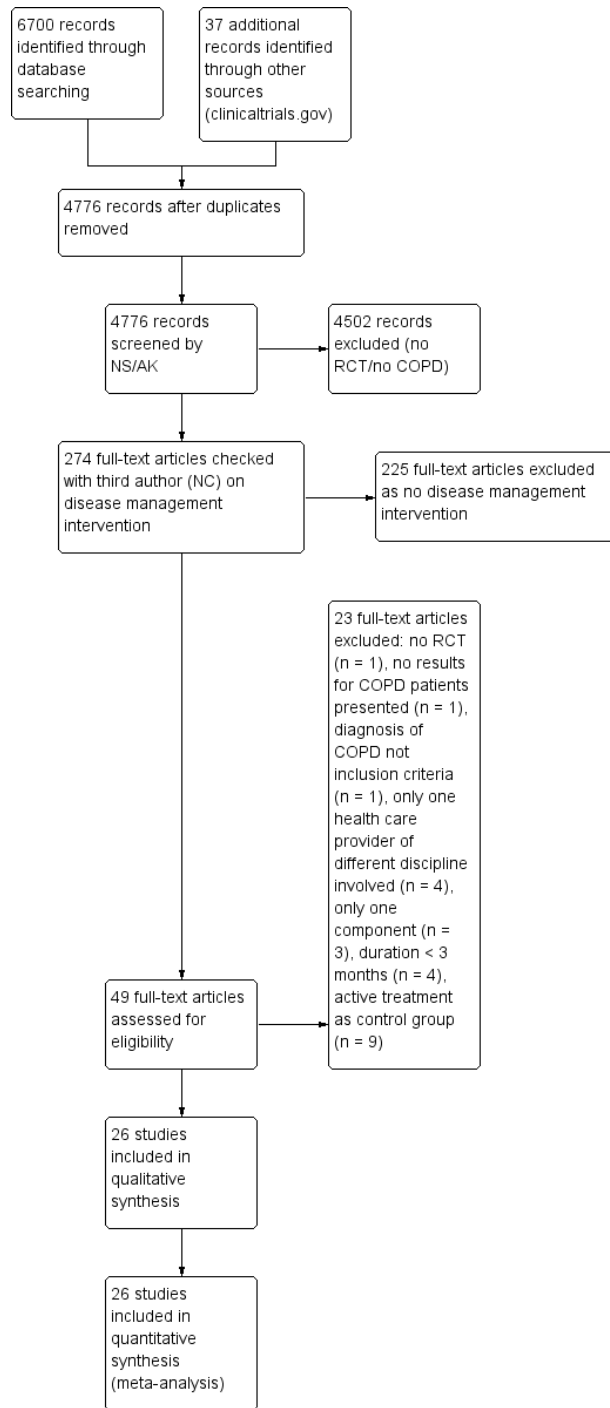 6700 records
identified through
database
searching
37 additional
records identified
through other
sources
(clinicaltrials.gov)
4776 records after duplicates
removed
4776 records
screened by
NS/AK
4502 records
excluded (no
RCT/no COPD)
274 full-text articles checked
with third author (NC) on
disease management
intervention
225 full-text articles excluded
as no disease management
intervention
23 full-text articles
excluded: no RCT
(n = 1), no results
for COPD patients
presented (n = 1),
diagnosis of
COPD not
inclusion criteria
(n = 1), only one
health care
provider of
different discipline
involved (n = 4),
only one
component (n =
3), duration < 3
months (n = 4),
active treatment
as control group
(n = 9)
49 full-text articles
assessed for
eligibility
26 studies
included in
qualitative
synthesis
26 studies
included in
quantitative
synthesis
(meta-analysis)